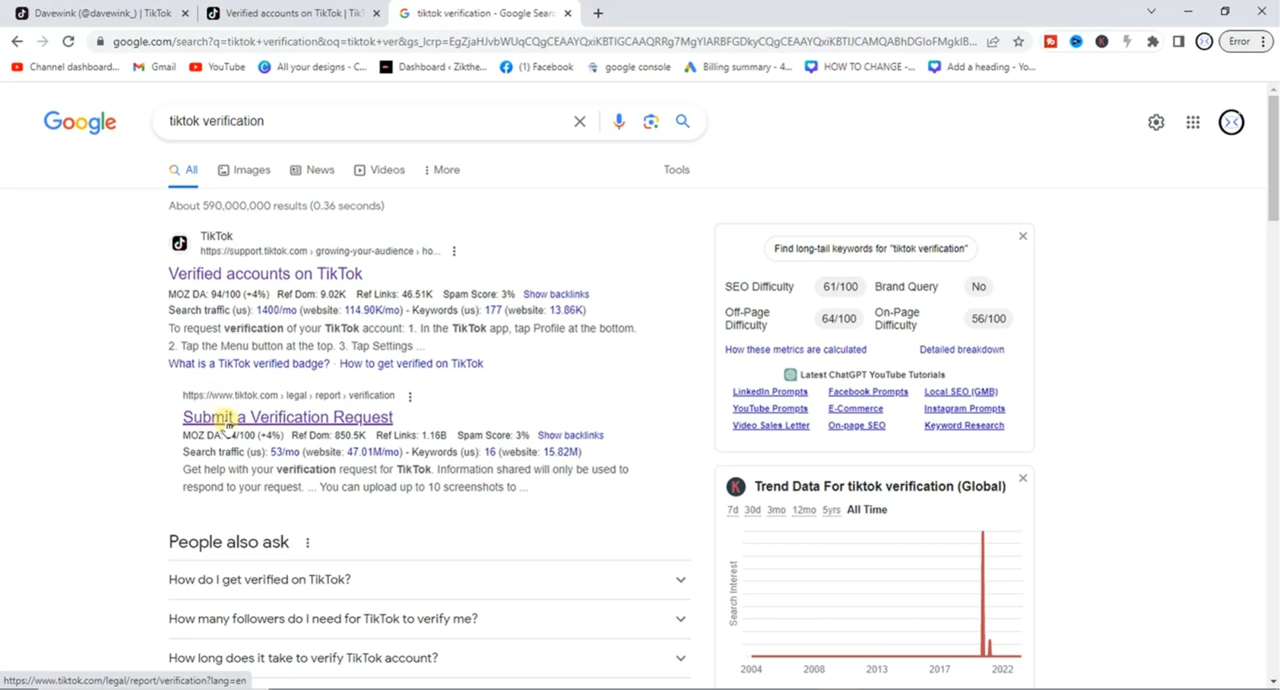 Davewink (@davewink_) | TikTok
Verified accounts on TikTok | Tik
tiktok verification - Google Searc
google.com/search?q=tiktok+verification&oq=tiktok+ver&gs_lcrp=EgZjaHJvbWUqCQgCEAAYQxiKBTIGCAAQRRg7MgYIARBFGDkyCQgCEAAYQxiKBTIJCAMQABhDGIoFMgkIB...
Error
Channel dashboard...
Gmail
YouTube
All your designs - C...
Dashboard ‹ Zikthe...
(1) Facebook
google console
Billing summary - 4...
HOW TO CHANGE -...
Add a heading - Yo...
Google
tiktok verification
All
Images
News
Videos
More
Tools
About 590,000,000 results (0.36 seconds)
TikTok
https://support.tiktok.com › growing-your-audience › ho...
Verified accounts on TikTok
MOZ DA: 94/100 (+4%) Ref Dom: 9.02K Ref Links: 46.51K Spam Score: 3% Show backlinks
Search traffic (us): 1400/mo (website: 114.90K/mo) - Keywords (us): 177 (website: 13.86K)
To request verification of your TikTok account: 1. In the TikTok app, tap Profile at the bottom.
2. Tap the Menu button at the top. 3. Tap Settings ...
What is a TikTok verified badge? · How to get verified on TikTok
https://www.tiktok.com › legal › report › verification
Submit a Verification Request
MOZ DA: 94/100 (+4%) Ref Dom: 850.5K Ref Links: 1.16B Spam Score: 3% Show backlinks
Search traffic (us): 53/mo (website: 47.01M/mo) - Keywords (us): 16 (website: 15.82M)
Get help with your verification request for TikTok. Information shared will only be used to
respond to your request. ... You can upload up to 10 screenshots to ...
People also ask
How do I get verified on TikTok?
How many followers do I need for TikTok to verify me?
How long does it take to verify TikTok account?
https://www.tiktok.com/legal/report/verification?lang=en
Find long-tail keywords for "tiktok verification"
SEO Difficulty 61/100 Brand Query No
Off-Page Difficulty 64/100 On-Page Difficulty 56/100
How these metrics are calculated
Detailed breakdown
Latest ChatGPT YouTube Tutorials
LinkedIn Prompts Facebook Prompts Local SEO (GMB)
YouTube Prompts E-Commerce Instagram Prompts
Video Sales Letter On-page SEO Keyword Research
K
Trend Data For tiktok verification (Global)
7d 30d 3mo 12mo 5yrs All Time
Search Interest
2004 2008 2013 2017 2022